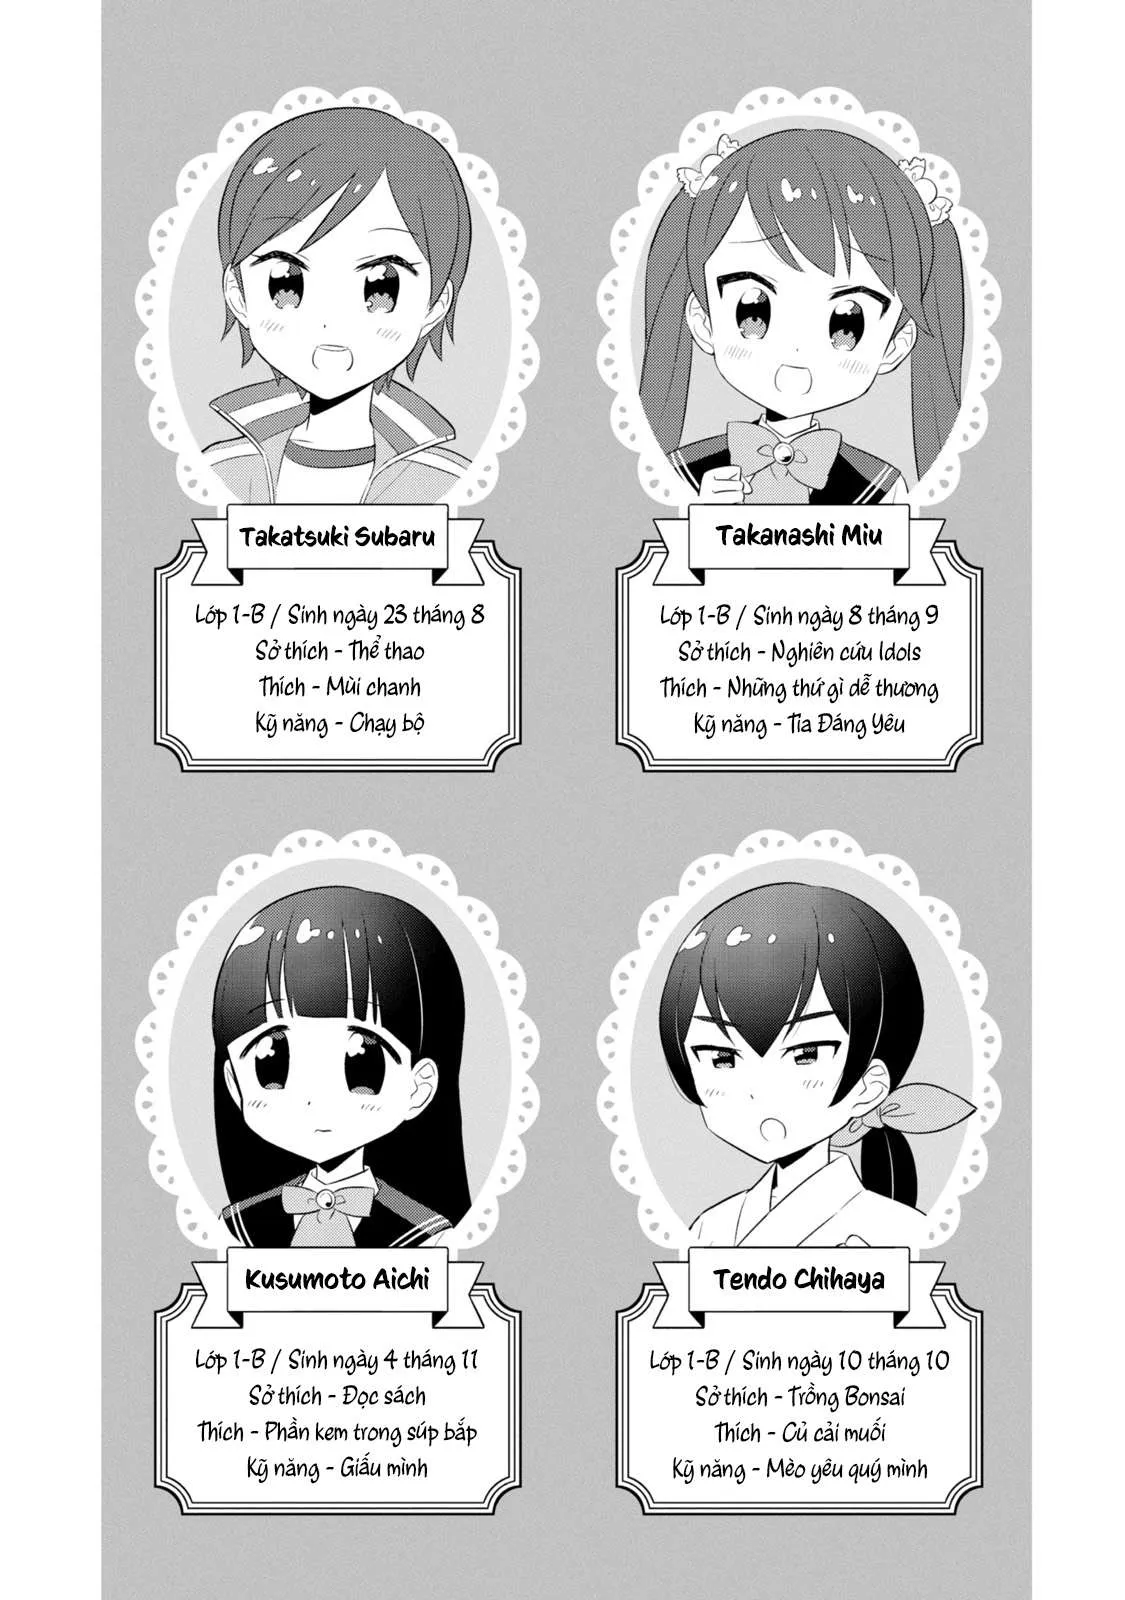 Takatsuki Subaru
Lớp 1-B / Sinh ngày 23 tháng 8
Sở thích - Thể thao
Thích - Mùi chanh
Kỹ năng - Chạy bộ
Takanashi Miu
Lớp 1-B / Sinh ngày 8 tháng 9
Sở thích - Nghiên cứu Idols
Thích - Những thứ gì dễ thương
Kỹ năng - Tia Đáng Yêu
Kusumoto Aichi
Lớp 1-B / Sinh ngày 4 tháng 11
Sở thích - Đọc sách
Thích - Phần kem trong súp bắp
Kỹ năng - Giấu mình
Tendo Chihaya
Lớp 1-B / Sinh ngày 10 tháng 10
Sở thích - Trồng Bonsai
Thích - Củ cải muối
Kỹ năng - Mèo yêu quý mình